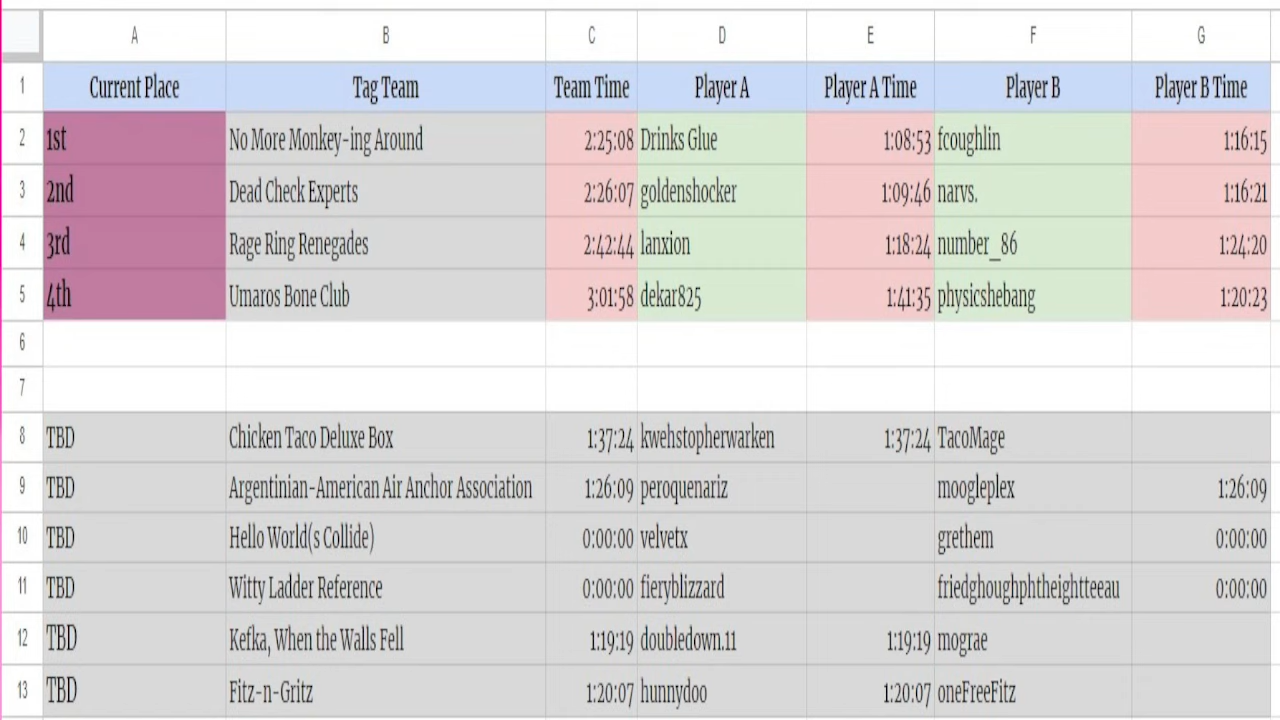 A B C D E F G
1 Current Place Tag Team Team Time Player A Player A Time Player B Player B Time
2 1st No More Monkey-ing Around 2:25:08 Drinks Glue 1:08:53 fcoughlin 1:16:15
3 2nd Dead Check Experts 2:26:07 goldenshocker 1:09:46 narvs. 1:16:21
4 3rd Rage Ring Renegades 2:42:44 lanxion 1:18:24 number_86 1:24:20
5 4th Umaros Bone Club 3:01:58 dekar825 1:41:35 physicshebang 1:20:23
6
7
8 TBD Chicken Taco Deluxe Box 1:37:24 kwehstopherwarken 1:37:24 TacoMage
9 TBD Argentinian-American Air Anchor Association 1:26:09 peroquenariz moogleplex 1:26:09
10 TBD Hello World(s Collide) 0:00:00 velvetx grethem 0:00:00
11 TBD Witty Ladder Reference 0:00:00 fieryblizzard friedghoughphtheightteeau 0:00:00
12 TBD Kefka, When the Walls Fell 1:19:19 doubledown.11 1:19:19 mograe
13 TBD Fitz-n-Gritz 1:20:07 hunnydoo 1:20:07 oneFreeFitz